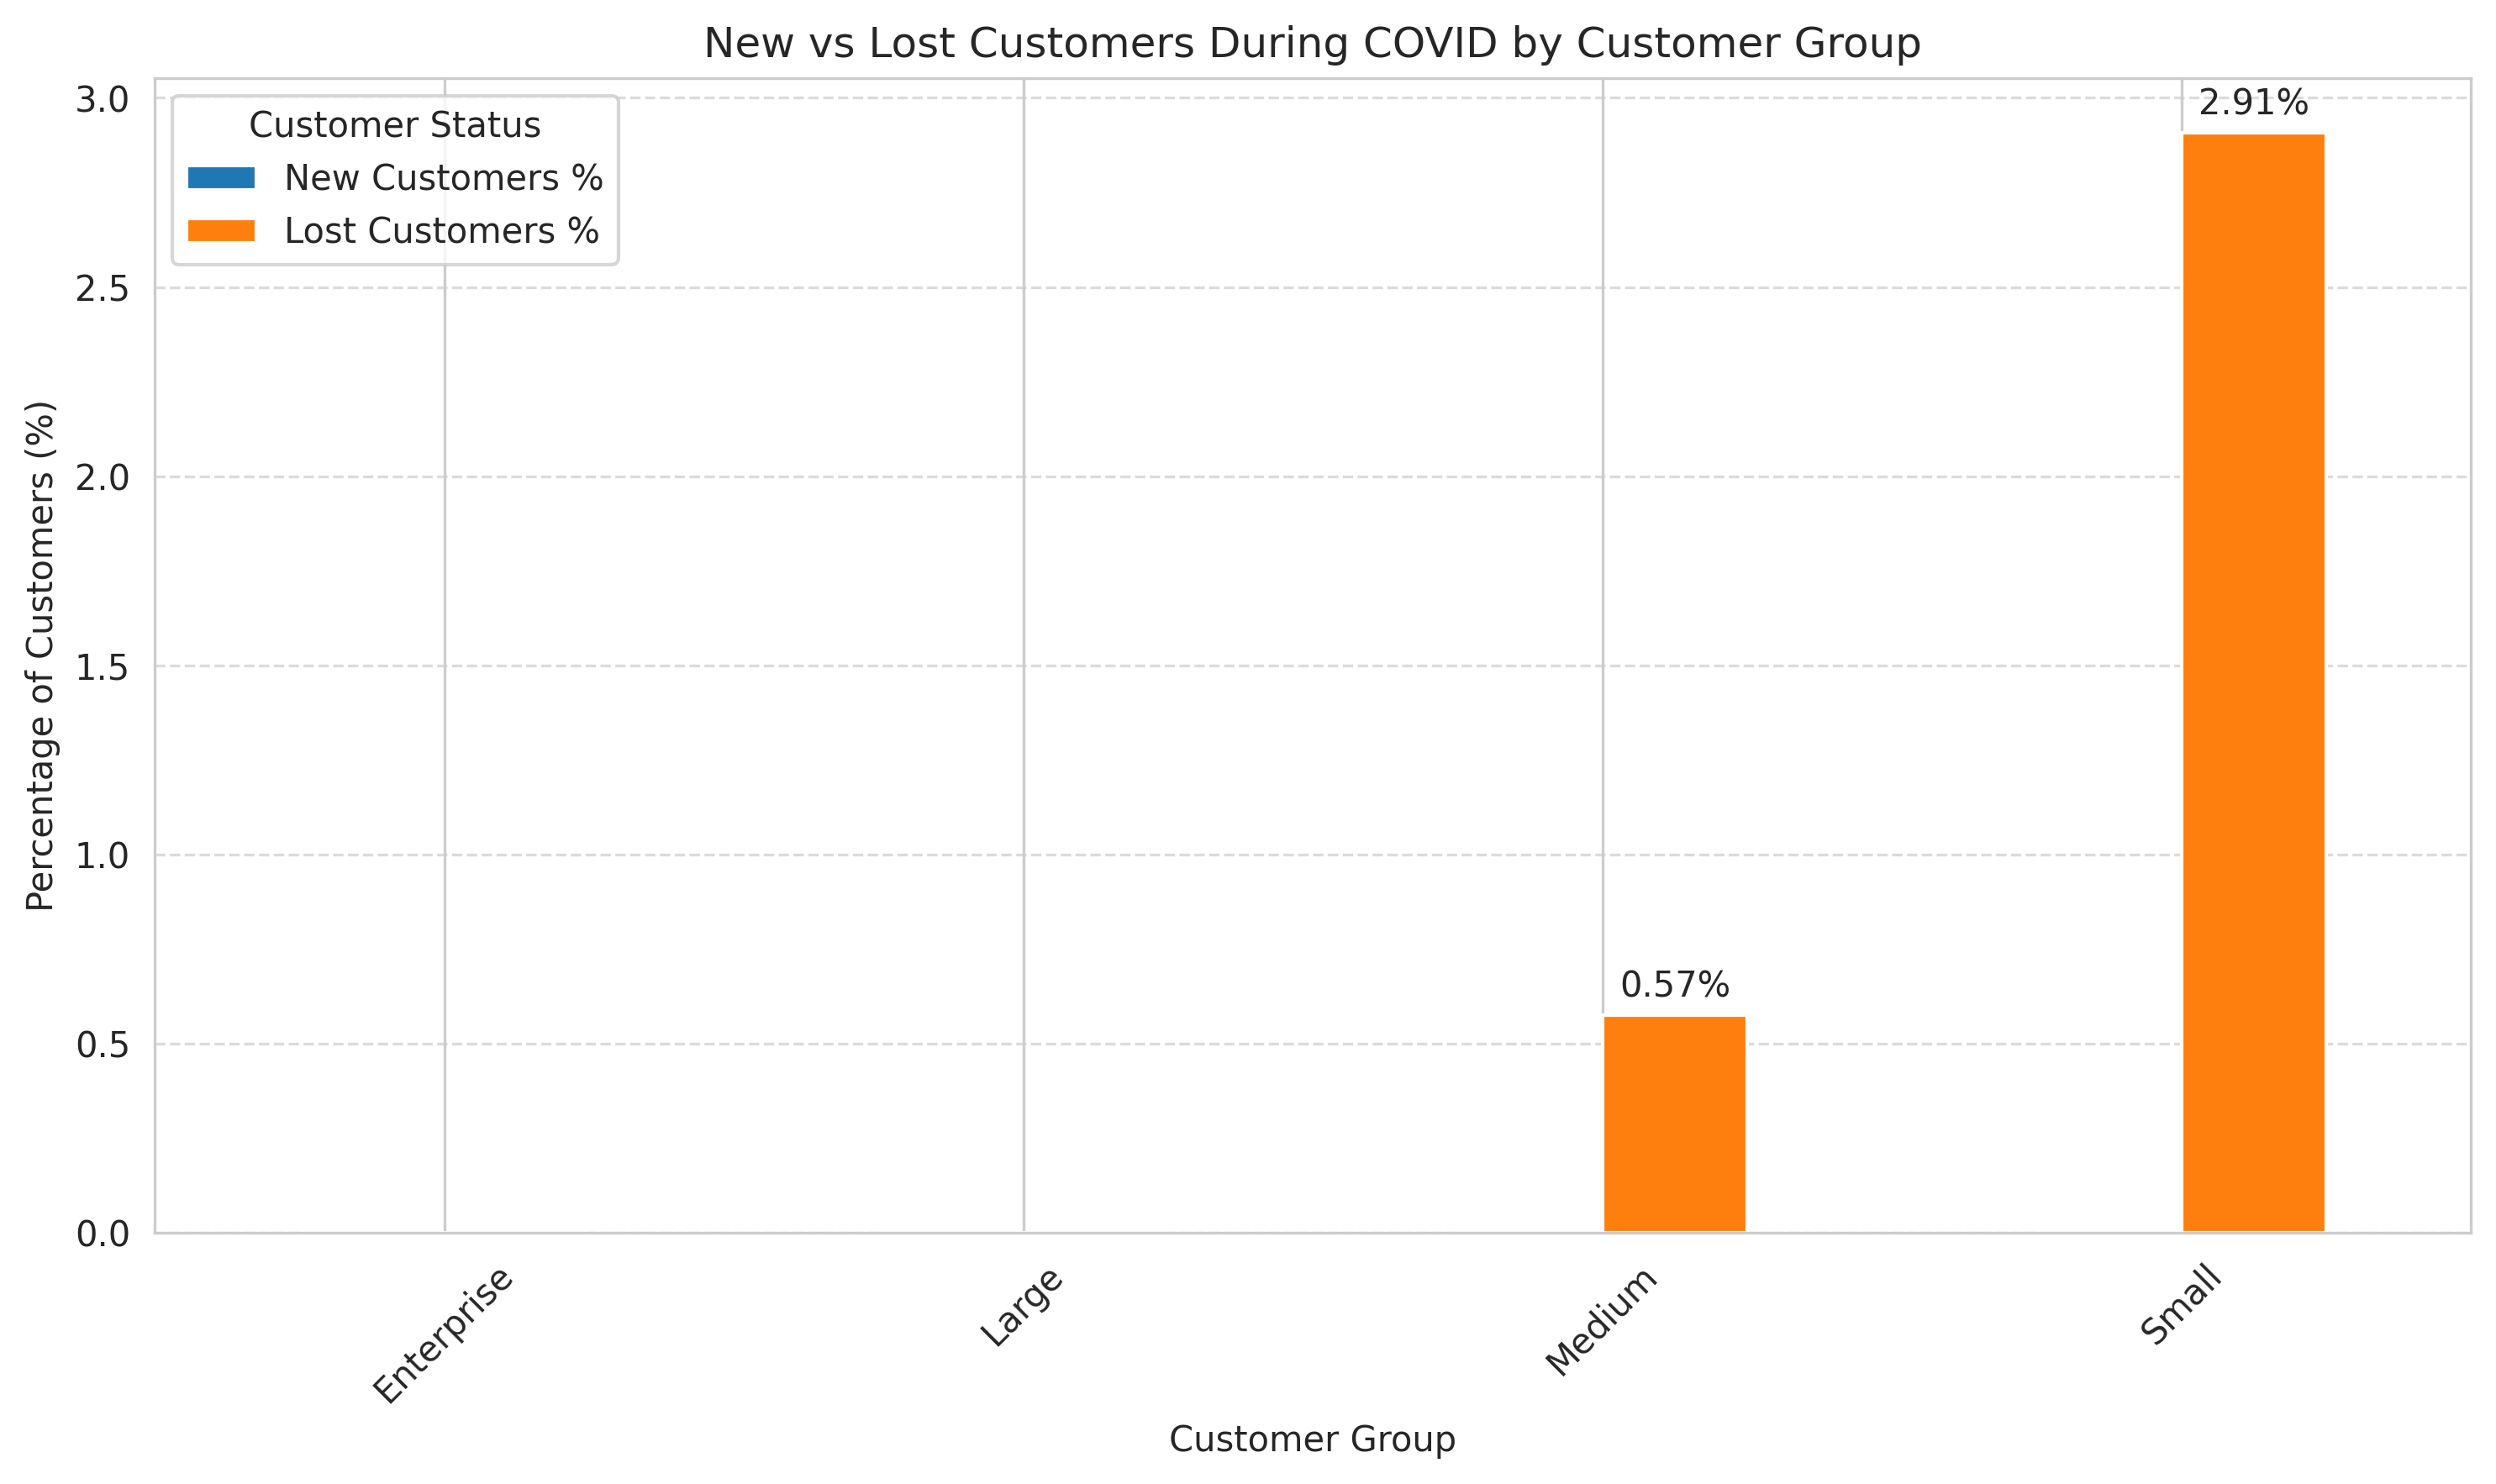 New vs Lost Customers During COVID by Customer Group
Customer Status
New Customers %
Lost Customers %
Percentage of Customers (%)
3.0
2.5
2.0
1.5
1.0
0.5
0.0
2.91%
0.57%
Enterprise
Large
Medium
Small
Customer Group